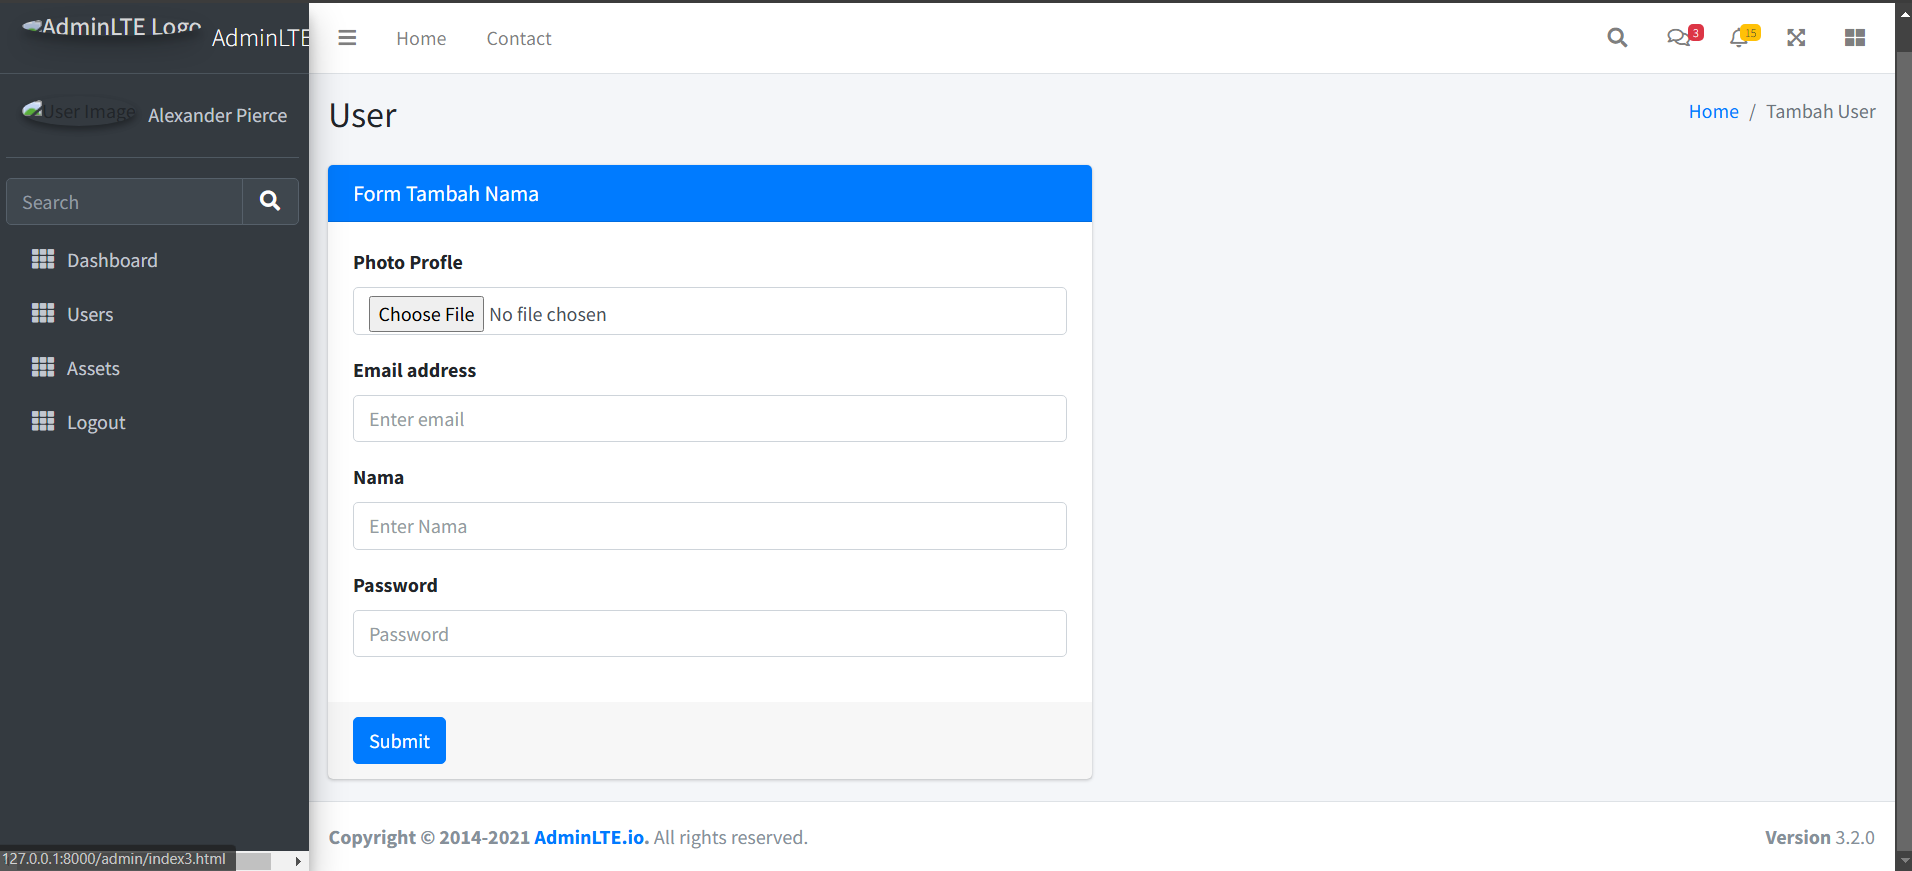 AdminLTE Logo AdminLTE
Home Contact 3 15
User Image Alexander Pierce
Search
Dashboard
Users
Assets
Logout
User
Home / Tambah User
Form Tambah Nama
Photo Profle
Choose File No file chosen
Email address
Enter email
Nama
Enter Nama
Password
Password
Submit
Copyright © 2014-2021 AdminLTE.io. All rights reserved.
Version 3.2.0
127.0.0.1:8000/admin/index3.html